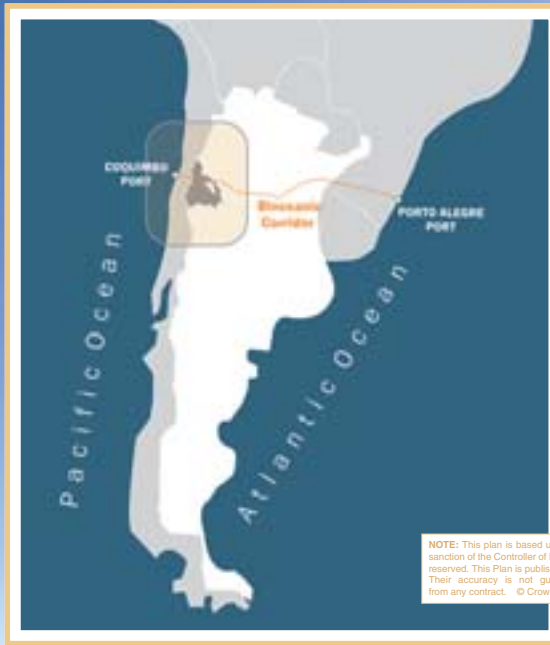 COQUIMBO
PORT
Bioceanic
Corridor
PORTO ALEGRE
PORT
Pacific Ocean
Atlantic Ocean
NOTE: This plan is based u
sanction of the Controller of
reserved. This Plan is publis
Their accuracy is not gu
from any contract. © Crow